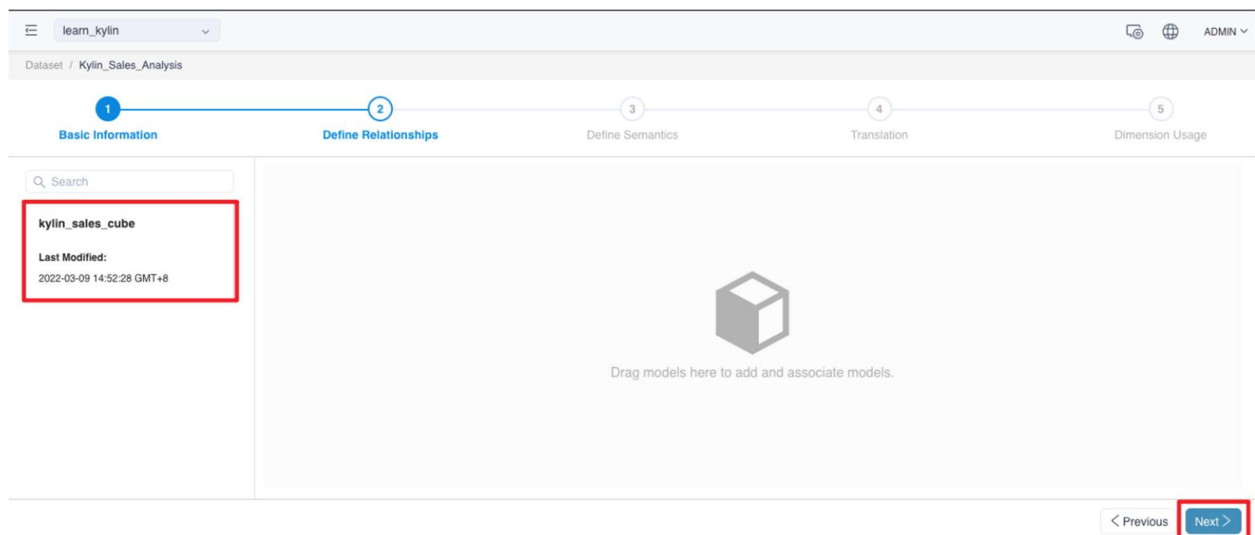 learn_kylin
ADMIN
Dataset / Kylin_Sales_Analysis
1
2
3
4
5
Basic Information
Define Relationships
Define Semantics
Translation
Dimension Usage
Search
kylin_sales_cube
Last Modified:
2022-03-09 14:52:28 GMT+8
Drag models here to add and associate models.
< Previous
Next >